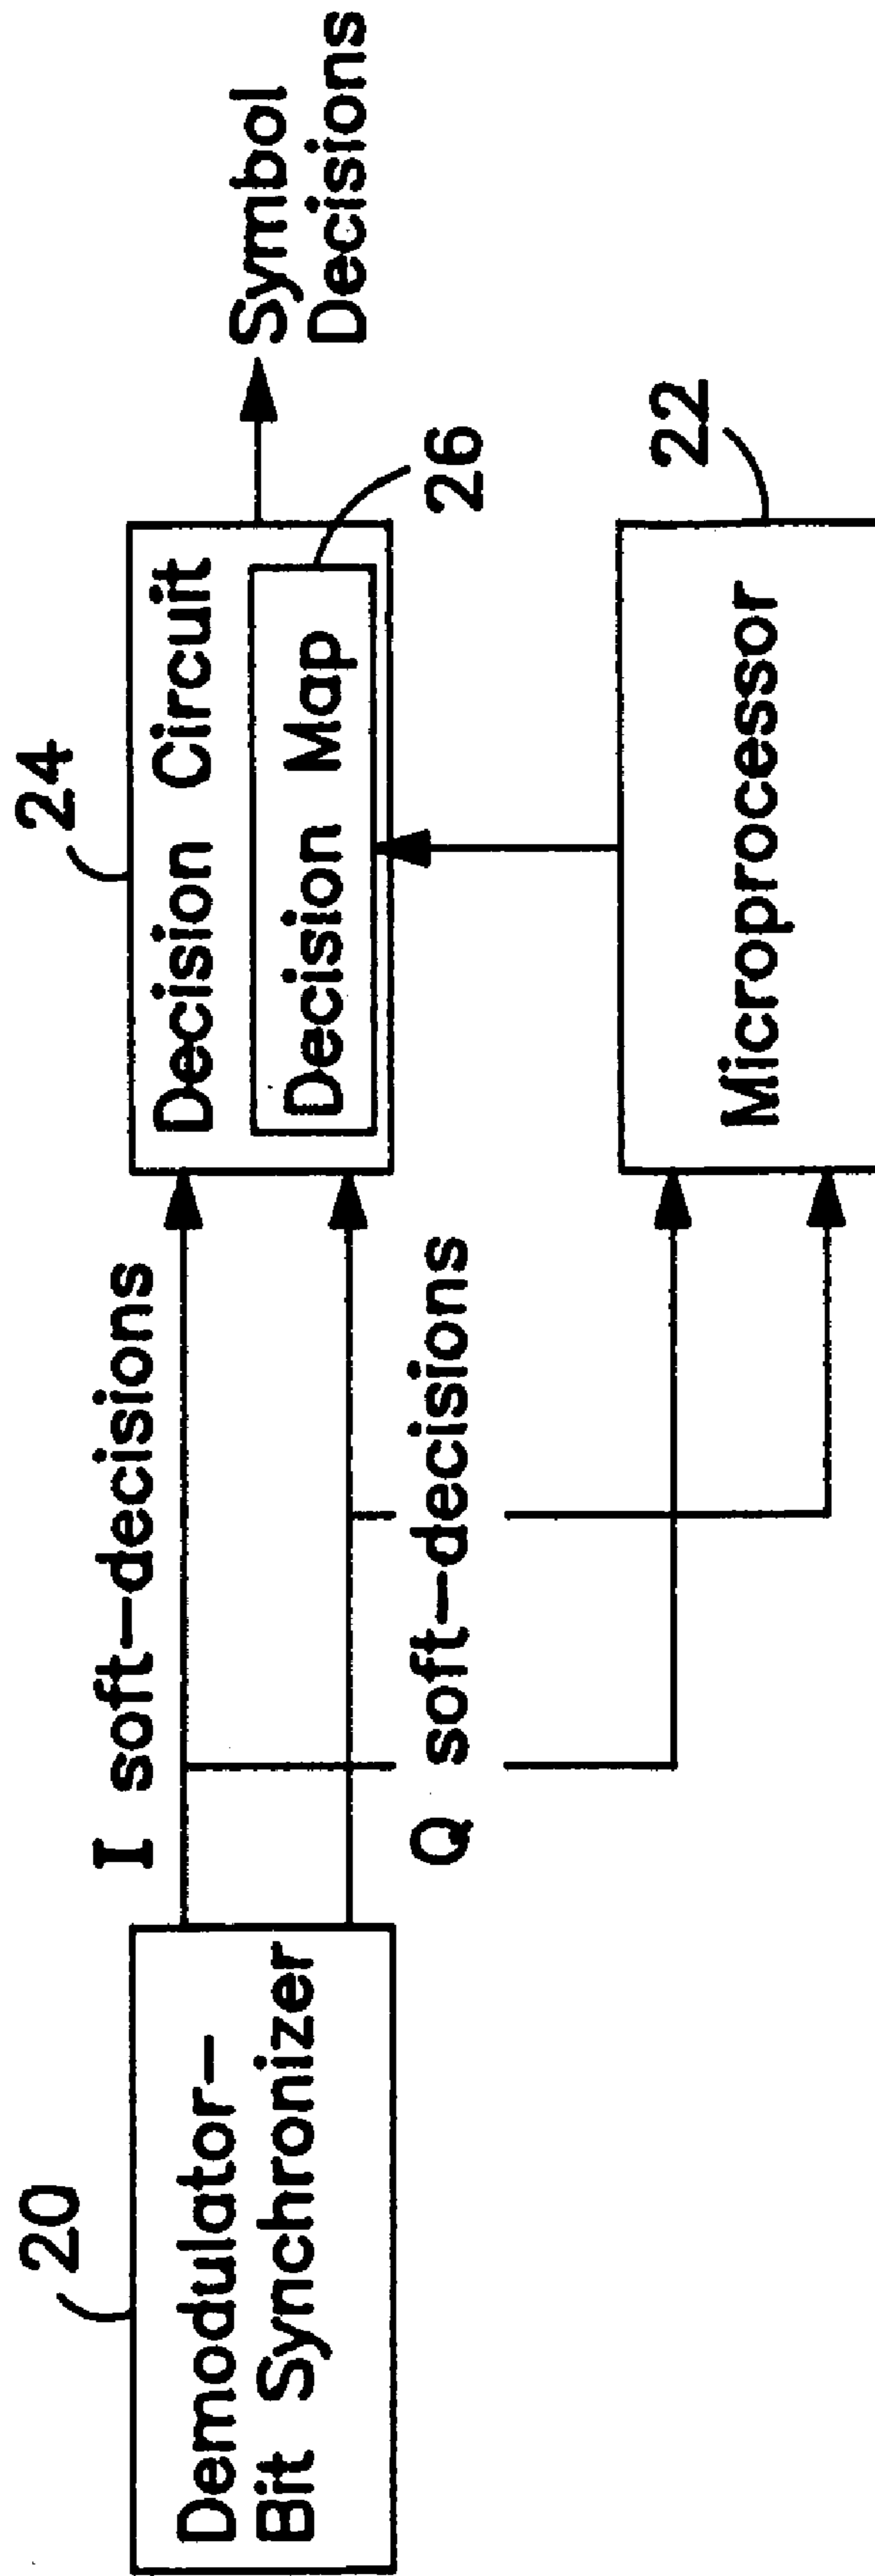 20
Demodulator-
Bit Synchronizer
I soft-decisions
Q soft-decisions
24
Decision Circuit
Decision Map
26
Symbol
Decisions
Microprocessor
22